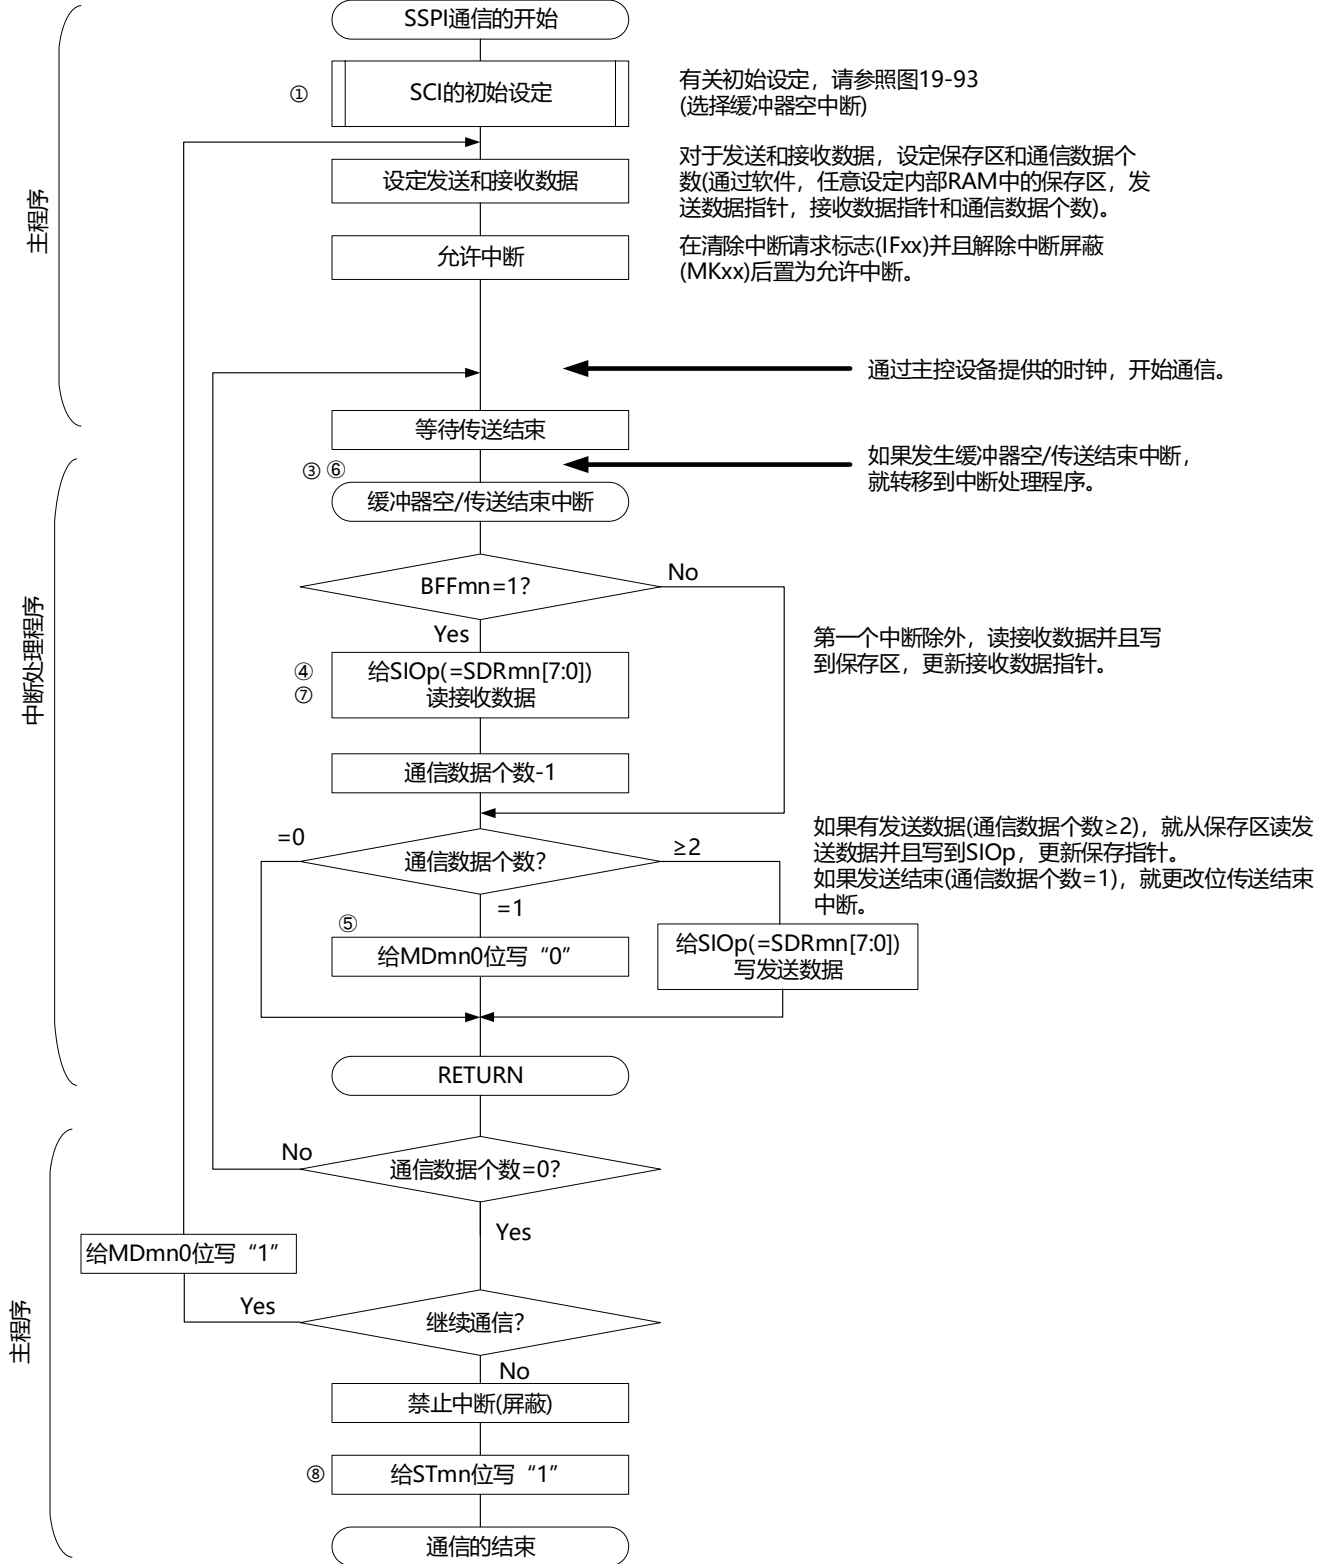 SSPI通信的开始
主程序
①
SCI的初始设定
有关初始设定，请参照图19-93
(选择缓冲器空中断)
设定发送和接收数据
对于发送和接收数据，设定保存区和通信数据个
数(通过软件，任意设定内部RAM中的保存区，发
送数据指针，接收数据指针和通信数据个数)。
允许中断
在清除中断请求标志(IFxx)并且解除中断屏蔽
(MKxx)后置为允许中断。
通过主控设备提供的时钟，开始通信。
等待传送结束
③ ⑥
如果发生缓冲器空/传送结束中断，
就转移到中断处理程序。
缓冲器空/传送结束中断
中断处理程序
BFFmn=1?
No
Yes
第一个中断除外，读接收数据并且写
到保存区，更新接收数据指针。
④
⑦
给SIOp(=SDRmn[7:0])
读接收数据
通信数据个数-1
=0
通信数据个数?
≥2
=1
如果有发送数据(通信数据个数≥2)，就从保存区读发
送数据并且写到SIOp，更新保存指针。
如果发送结束(通信数据个数=1)，就更改位传送结束
中断。
⑤
给MDmn0位写“0”
给SIOp(=SDRmn[7:0])
写发送数据
RETURN
No
通信数据个数=0?
Yes
给MDmn0位写“1”
主程序
Yes
继续通信?
No
禁止中断(屏蔽)
⑧
给STmn位写“1”
通信的结束